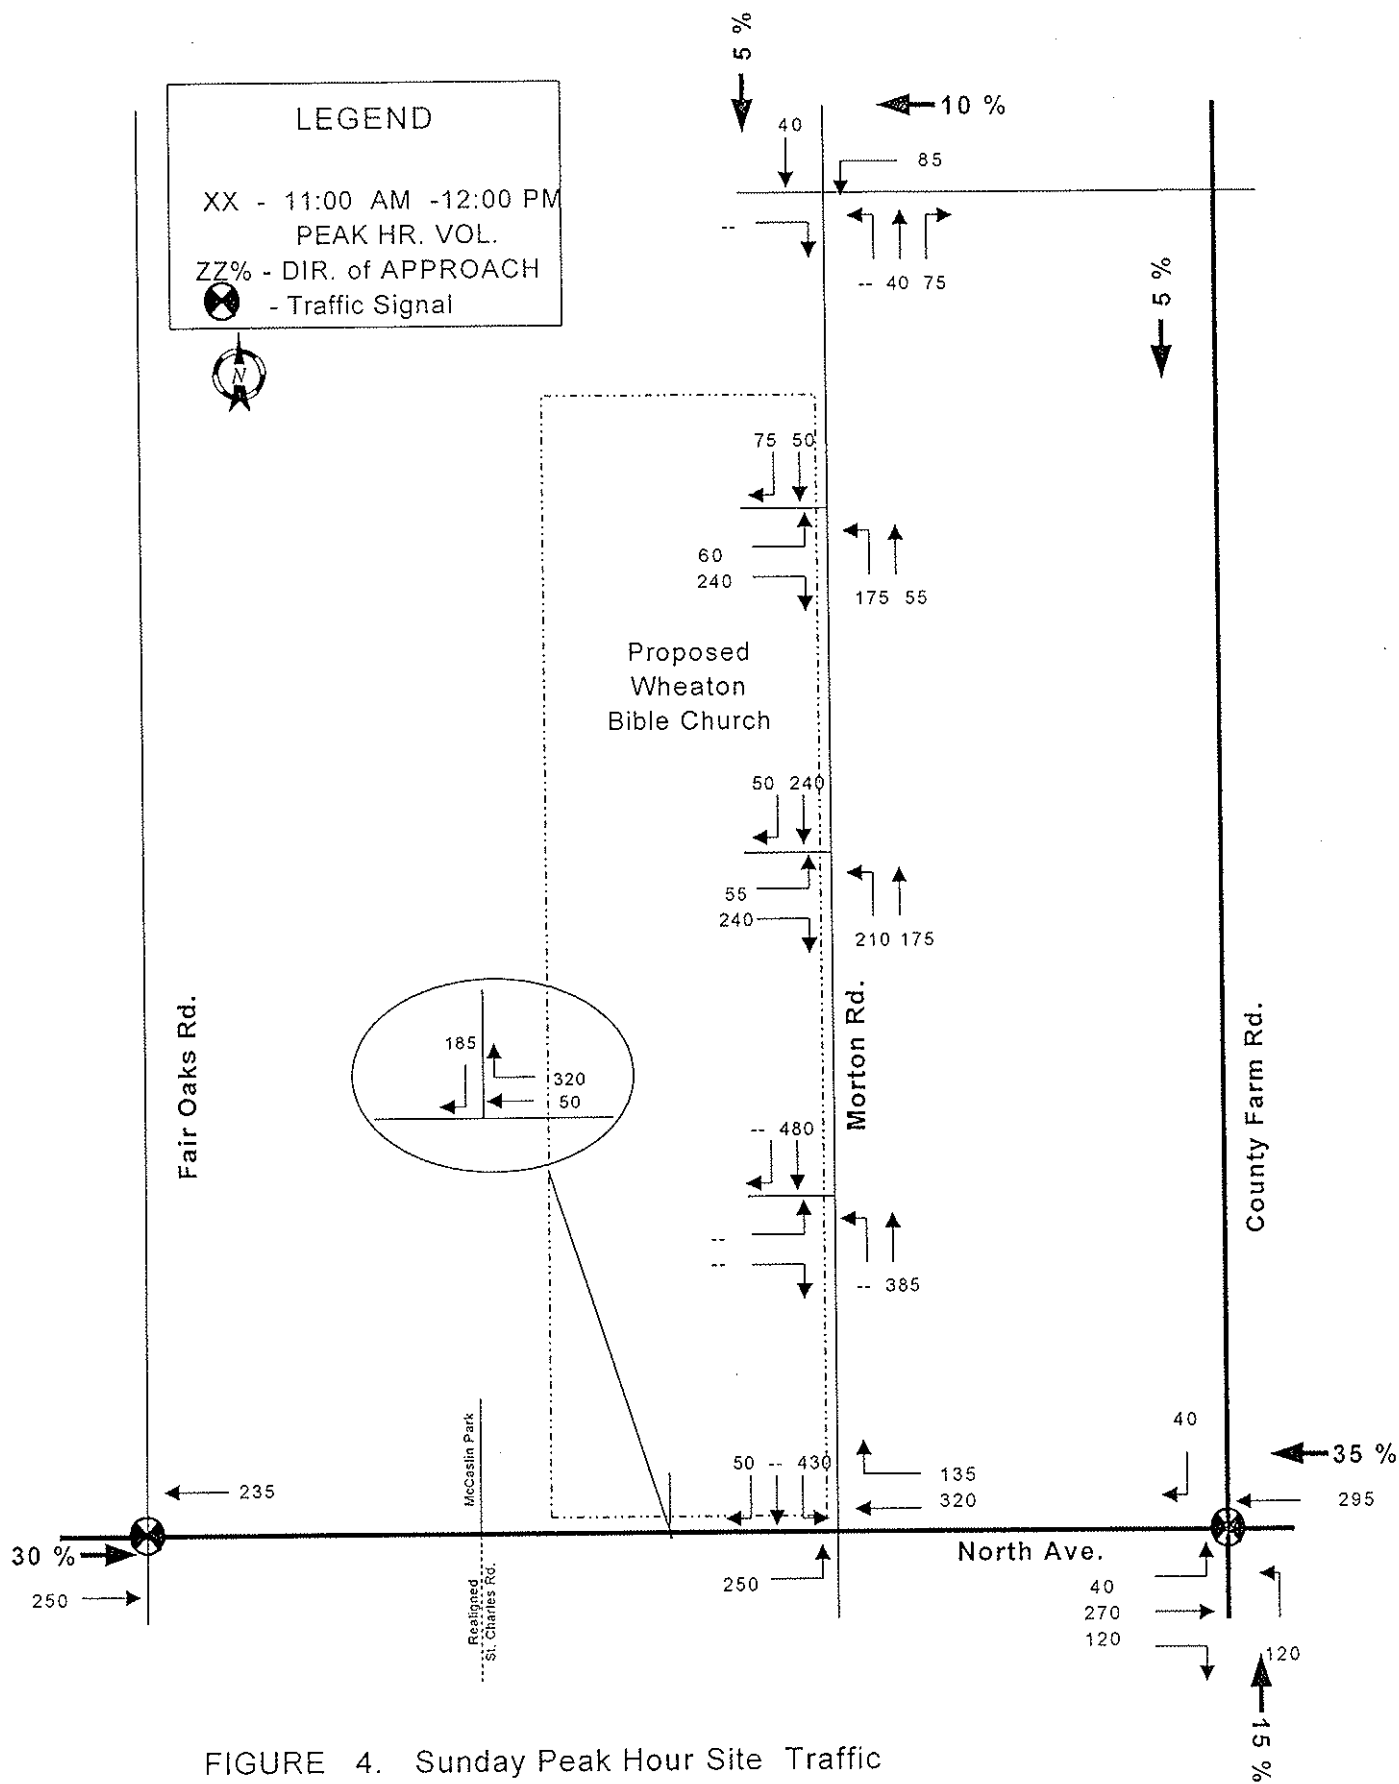 5 %
10 %
LEGEND
XX - 11:00 AM -12:00 PM
PEAK HR. VOL.
ZZ% - DIR. of APPROACH
- Traffic Signal
N
40
85
--
-- 40 75
5 %
75 50
60
240
175 55
Proposed
Wheaton
Bible Church
50 240
55
240
210 175
Fair Oaks Rd.
Morton Rd.
County Farm Rd.
185
320
50
-- 480
--
--
-- 385
McCaslin Park
Realigned
St. Charles Rd.
235
50 -- 430
135
320
40
35 %
295
30 %
250
250
North Ave.
40
270
120
120
15 %
FIGURE 4. Sunday Peak Hour Site Traffic